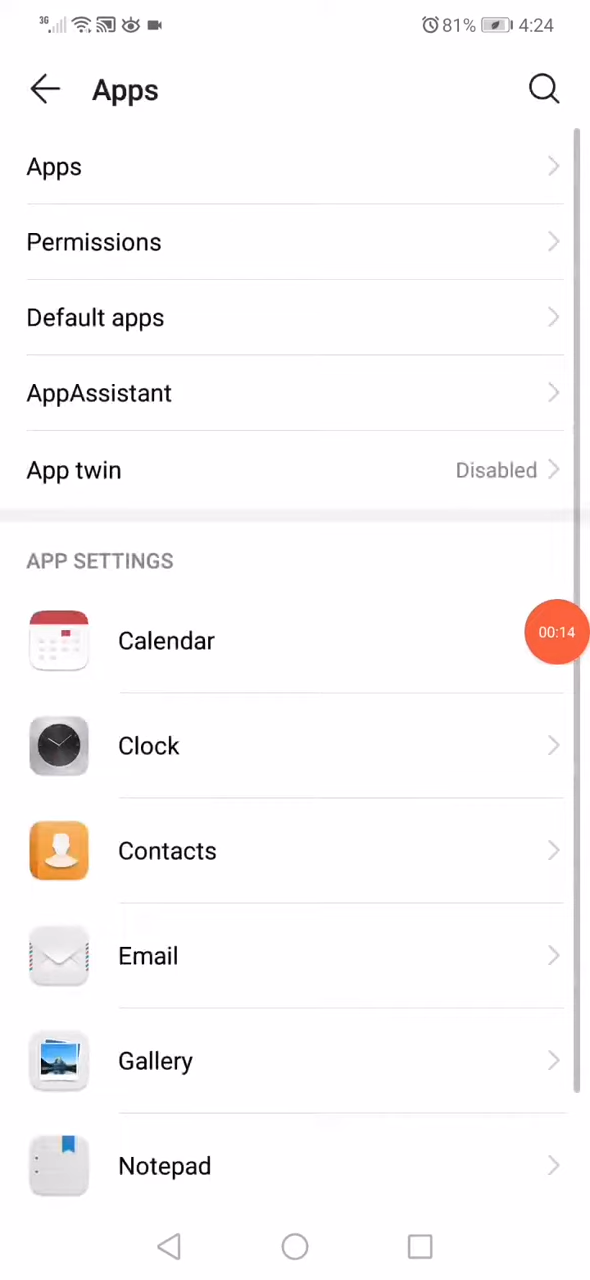 3G 81% 4:24
Apps
Apps
Permissions
Default apps
AppAssistant
App twin Disabled
APP SETTINGS
Calendar
00:14
Clock
Contacts
Email
Gallery
Notepad